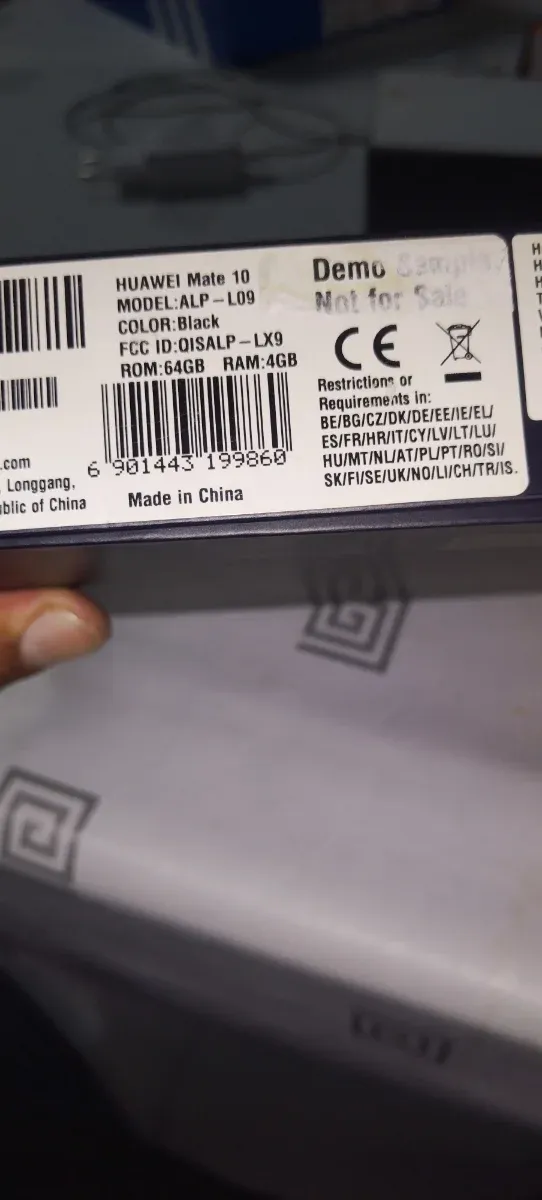 HUAWEI Mate 10
MODEL:ALP-L09
COLOR:Black
FCC ID:QISALP-LX9
ROM:64GB RAM:4GB
6 901443 199860
Made in China
.com
, Longgang,
ublic of China
Demo Sample
Not for Sale
CE
Restrictions or
Requirements in:
BE/BG/CZ/DK/DE/EE/IE/EL/
ES/FR/HR/IT/CY/LV/LT/LU/
HU/MT/NL/AT/PL/PT/RO/SI/
SK/FI/SE/UK/NO/LI/CH/TR/IS.